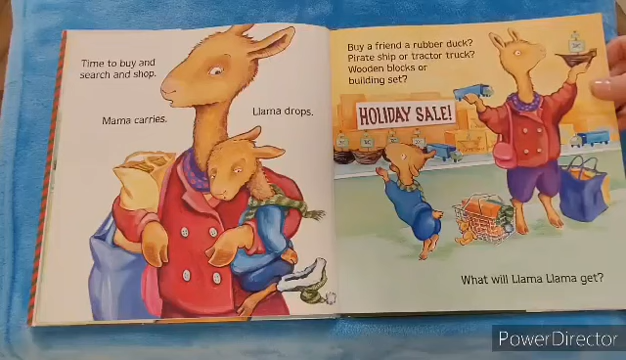 Time to buy and
search and shop.
Mama carries.
Llama drops.
Buy a friend a rubber duck?
Pirate ship or tractor truck?
Wooden blocks or
building set?
HOLIDAY SALE!
What will Llama Llama get?
PowerDirector